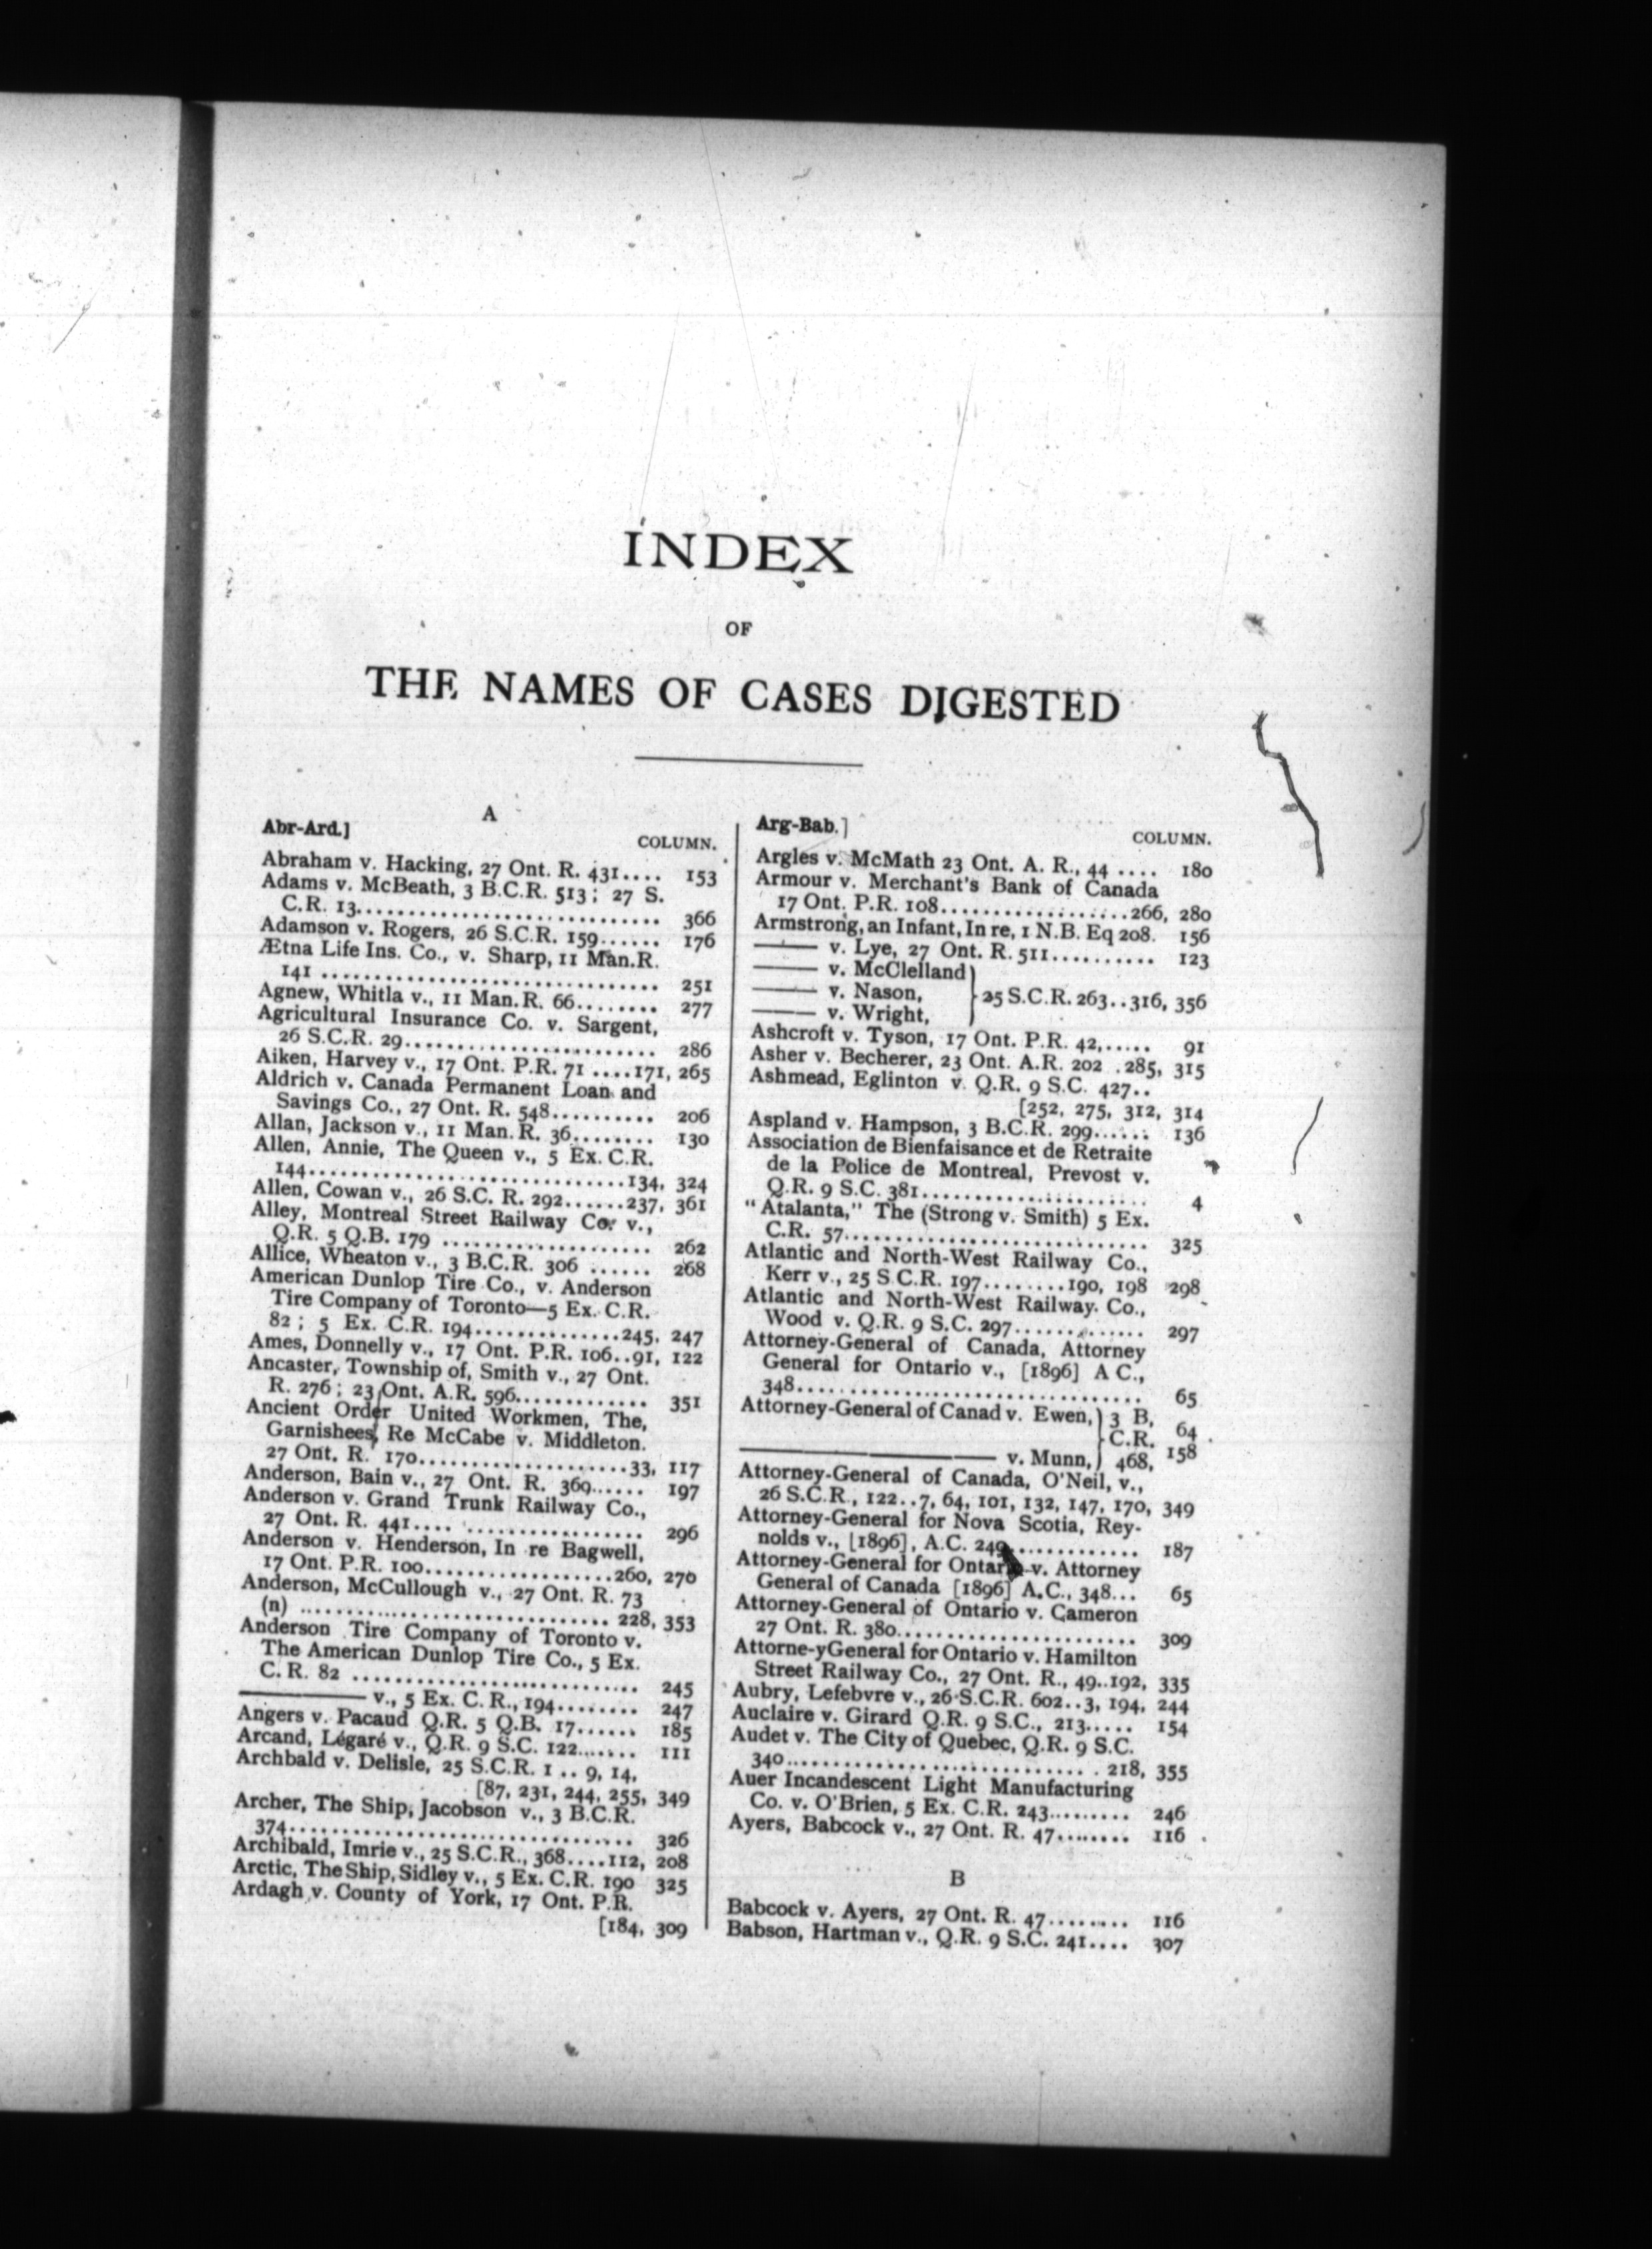 INDEX
OF
THE NAMES OF CASES DIGESTED
A
Abr-Ard.]
COLUMN.
Abraham v. Hacking, 27 Ont. R. 431.... 153
Adams v. McBeath, 3 B.C.R. 513; 27 S.
C.R. 13............................ 366
Adamson v. Rogers, 26 S.C.R. 159...... 176
Ætna Life Ins. Co., v. Sharp, 11 Man.R.
141 ............................... 251
Agnew, Whitla v., 11 Man. R. 66........ 277
Agricultural Insurance Co. v. Sargent,
26 S.C.R. 29........................ 286
Aiken, Harvey v., 17 Ont. P.R. 71 ....171, 265
Aldrich v. Canada Permanent Loan and
Savings Co., 27 Ont. R. 548.......... 206
Allan, Jackson v., 11 Man. R. 36........ 130
Allen, Annie, The Queen v., 5 Ex. C.R.
144...............................134, 324
Allen, Cowan v., 26 S.C. R. 292......237, 361
Alley, Montreal Street Railway Co. v.,
Q.R. 5 Q.B. 179 .................... 262
Allice, Wheaton v., 3 B.C.R. 306 ...... 268
American Dunlop Tire Co., v. Anderson
Tire Company of Toronto—5 Ex. C.R.
82; 5 Ex. C.R. 194..............245, 247
Ames, Donnelly v., 17 Ont. P.R. 106..91, 122
Ancaster, Township of, Smith v., 27 Ont.
R. 276; 23 Ont. A.R. 596............. 351
Ancient Order United Workmen, The,
Garnishees, Re McCabe v. Middleton.
27 Ont. R. 170....................33, 117
Anderson, Bain v., 27 Ont. R. 369...... 197
Anderson v. Grand Trunk Railway Co.,
27 Ont. R. 441.... ................. 296
Anderson v. Henderson, In re Bagwell,
17 Ont. P.R. 100..................260, 270
Anderson, McCullough v., 27 Ont. R. 73
(n) .............................. 228, 353
Anderson Tire Company of Toronto v.
The American Dunlop Tire Co., 5 Ex.
C. R. 82 ........................... 245
——— v., 5 Ex. C. R., 194........ 247
Angers v. Pacaud Q.R. 5 Q.B. 17...... 185
Arcand, Légaré v., Q.R. 9 S.C. 122....... 111
Archbald v. Delisle, 25 S.C.R. 1 .. 9, 14,
[87, 231, 244, 255, 349
Archer, The Ship, Jacobson v., 3 B.C.R.
374................................. 326
Archibald, Imrie v., 25 S.C.R., 368....112, 208
Arctic, The Ship, Sidley v., 5 Ex. C.R. 190 325
Ardagh v. County of York, 17 Ont. P.R.
[184, 309
Arg-Bab.]
COLUMN.
Argles v. McMath 23 Ont. A. R., 44 .... 180
Armour v. Merchant's Bank of Canada
17 Ont. P.R. 108..................266, 280
Armstrong, an Infant, In re, 1 N.B. Eq 208. 156
—— v. Lye, 27 Ont. R. 511.......... 123
—— v. McClelland
—— v. Nason, } 25 S.C.R. 263..316, 356
—— v. Wright,
Ashcroft v. Tyson, 17 Ont. P.R. 42,..... 91
Asher v. Becherer, 23 Ont. A.R. 202 .285, 315
Ashmead, Eglinton v. Q.R. 9 S.C. 427..
[252, 275, 312, 314
Aspland v. Hampson, 3 B.C.R. 299...... 136
Association de Bienfaisance et de Retraite
de la Police de Montreal, Prevost v.
Q.R. 9 S.C. 381...................... 4
"Atalanta," The (Strong v. Smith) 5 Ex.
C.R. 57............................. 325
Atlantic and North-West Railway Co.,
Kerr v., 25 S.C.R. 197........190, 198 298
Atlantic and North-West Railway Co.,
Wood v. Q.R. 9 S.C. 297............. 297
Attorney-General of Canada, Attorney
General for Ontario v., [1896] A C.,
348................................. 65
Attorney-General of Canad v. Ewen, } 3 B, 64
C.R.
——— v. Munn, } 468, 158
Attorney-General of Canada, O'Neil, v.,
26 S.C.R., 122..7, 64, 101, 132, 147, 170, 349
Attorney-General for Nova Scotia, Rey-
nolds v., [1896], A.C. 249............ 187
Attorney-General for Ontario v. Attorney
General of Canada [1896] A.C., 348... 65
Attorney-General of Ontario v. Cameron
27 Ont. R. 380....................... 309
Attorne-yGeneral for Ontario v. Hamilton
Street Railway Co., 27 Ont. R., 49..192, 335
Aubry, Lefebvre v., 26 S.C.R. 602..3, 194, 244
Auclaire v. Girard Q.R. 9 S.C., 213..... 154
Audet v. The City of Quebec, Q.R. 9 S.C.
340............................. 218, 355
Auer Incandescent Light Manufacturing
Co. v. O'Brien, 5 Ex. C.R. 243......... 246
Ayers, Babcock v., 27 Ont. R. 47........ 116
B
Babcock v. Ayers, 27 Ont. R. 47........ 116
Babson, Hartman v., Q.R. 9 S.C. 241.... 307